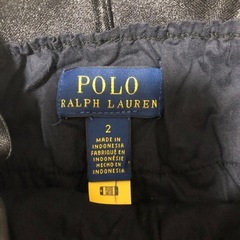 POLO
RALPH LAUREN
2
MADE IN
INDONESIA
FABRIQUÉ EN
INDONÉSIE
HECHO EN
INDONESIA